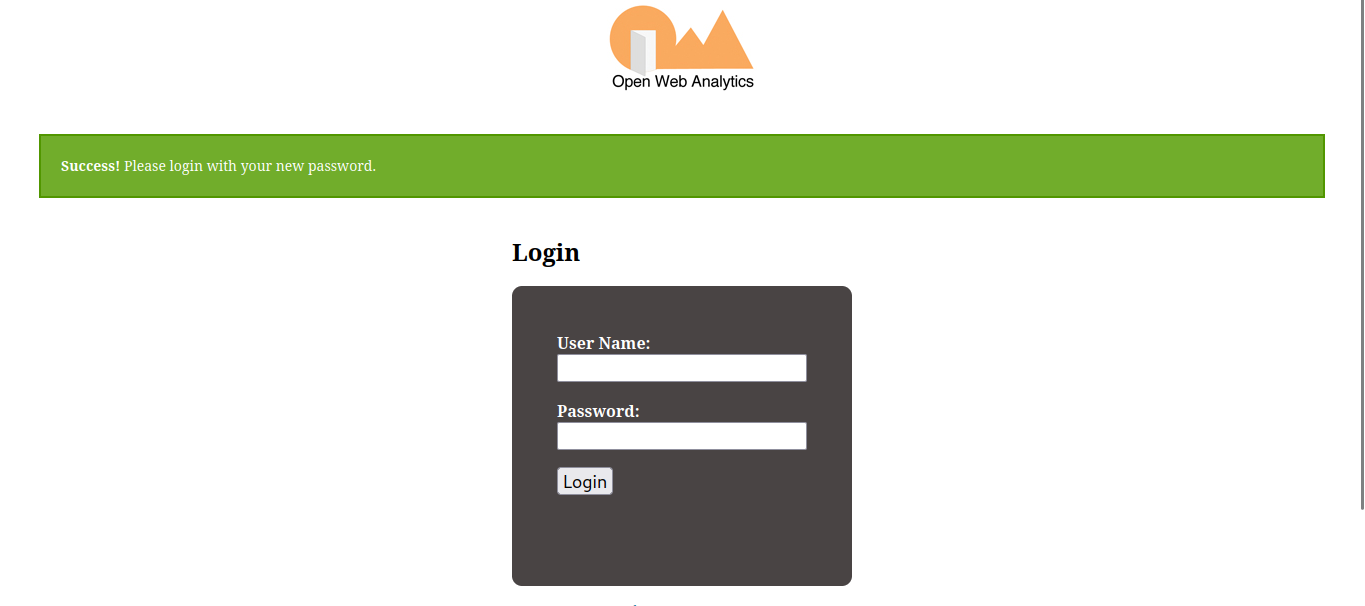 Open Web Analytics
Success! Please login with your new password.
Login
User Name:
Password:
Login